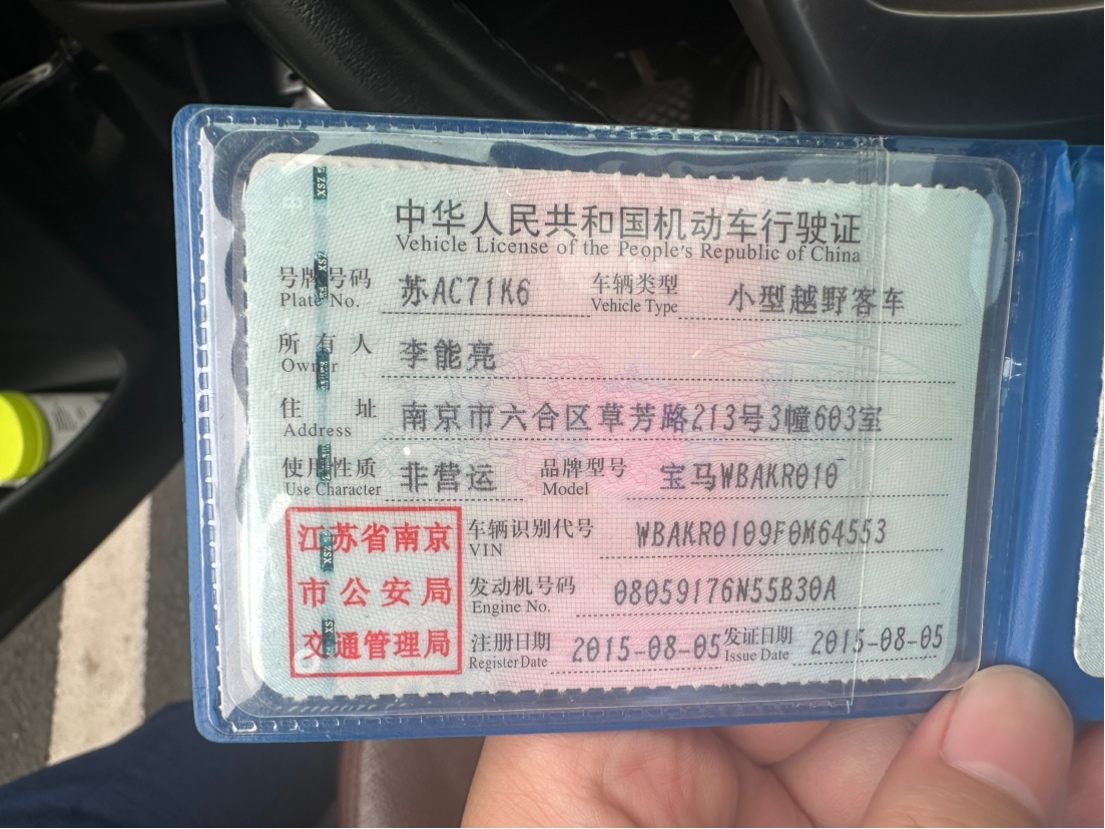 中华人民共和国机动车行驶证
Vehicle License of the People's Republic of China
号牌号码 苏AC71K6 车辆类型 小型越野客车
Plate No. Vehicle Type
所有人 李能亮
Owner
住址 南京市六合区草芳路213号3幢603室
Address
使用性质 非营运 品牌型号 宝马WBAKR010
Use Character Model
江苏省南京
市公安局
交通管理局
车辆识别代号 WBAKR0109F0M64553
VIN
发动机号码 08059176N55B30A
Engine No.
注册日期 2015-08-05 发证日期 2015-08-05
Register Date Issue Date